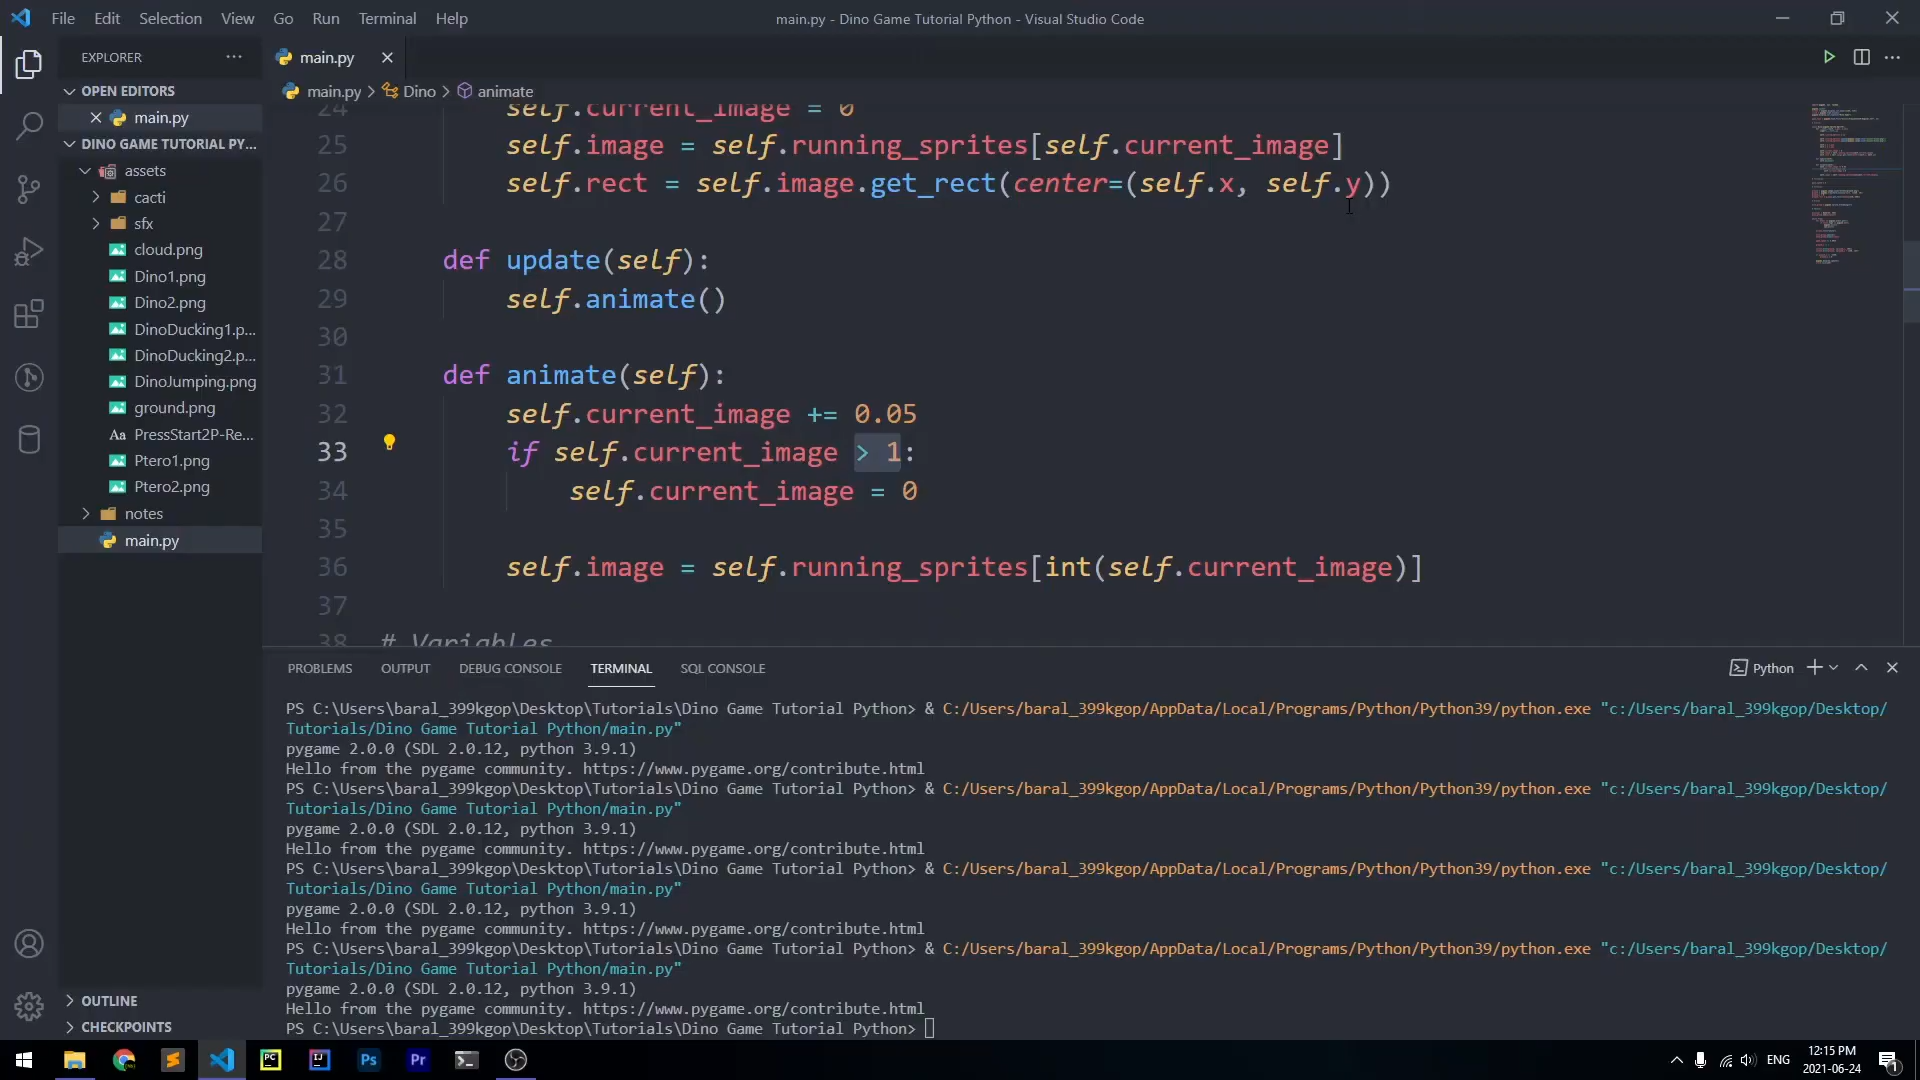 File Edit Selection View Go Run Terminal Help
main.py - Dino Game Tutorial Python - Visual Studio Code
EXPLORER
OPEN EDITORS
main.py
DINO GAME TUTORIAL PY...
assets
cacti
sfx
cloud.png
Dino1.png
Dino2.png
DinoDucking1.p...
DinoDucking2.p...
DinoJumping.png
ground.png
Aa PressStart2P-Re...
Ptero1.png
Ptero2.png
notes
main.py
OUTLINE
CHECKPOINTS
main.py
main.py > Dino > animate
24 self.current_image = 0
25 self.image = self.running_sprites[self.current_image]
26 self.rect = self.image.get_rect(center=(self.x, self.y))
27
28 def update(self):
29 self.animate()
30
31 def animate(self):
32 self.current_image += 0.05
33 if self.current_image > 1:
34 self.current_image = 0
35
36 self.image = self.running_sprites[int(self.current_image)]
37
38 # Variables
PROBLEMS OUTPUT DEBUG CONSOLE TERMINAL SQL CONSOLE
Python
PS C:\Users\baral_399kgop\Desktop\Tutorials\Dino Game Tutorial Python> & C:/Users/baral_399kgop/AppData/Local/Programs/Python/Python39/python.exe "c:/Users/baral_399kgop/Desktop/
Tutorials/Dino Game Tutorial Python/main.py"
pygame 2.0.0 (SDL 2.0.12, python 3.9.1)
Hello from the pygame community. https://www.pygame.org/contribute.html
PS C:\Users\baral_399kgop\Desktop\Tutorials\Dino Game Tutorial Python> & C:/Users/baral_399kgop/AppData/Local/Programs/Python/Python39/python.exe "c:/Users/baral_399kgop/Desktop/
Tutorials/Dino Game Tutorial Python/main.py"
pygame 2.0.0 (SDL 2.0.12, python 3.9.1)
Hello from the pygame community. https://www.pygame.org/contribute.html
PS C:\Users\baral_399kgop\Desktop\Tutorials\Dino Game Tutorial Python> & C:/Users/baral_399kgop/AppData/Local/Programs/Python/Python39/python.exe "c:/Users/baral_399kgop/Desktop/
Tutorials/Dino Game Tutorial Python/main.py"
pygame 2.0.0 (SDL 2.0.12, python 3.9.1)
Hello from the pygame community. https://www.pygame.org/contribute.html
PS C:\Users\baral_399kgop\Desktop\Tutorials\Dino Game Tutorial Python> & C:/Users/baral_399kgop/AppData/Local/Programs/Python/Python39/python.exe "c:/Users/baral_399kgop/Desktop/
Tutorials/Dino Game Tutorial Python/main.py"
pygame 2.0.0 (SDL 2.0.12, python 3.9.1)
Hello from the pygame community. https://www.pygame.org/contribute.html
PS C:\Users\baral_399kgop\Desktop\Tutorials\Dino Game Tutorial Python>
PC IJ Ps Pr
ENG
12:15 PM
2021-06-24
1